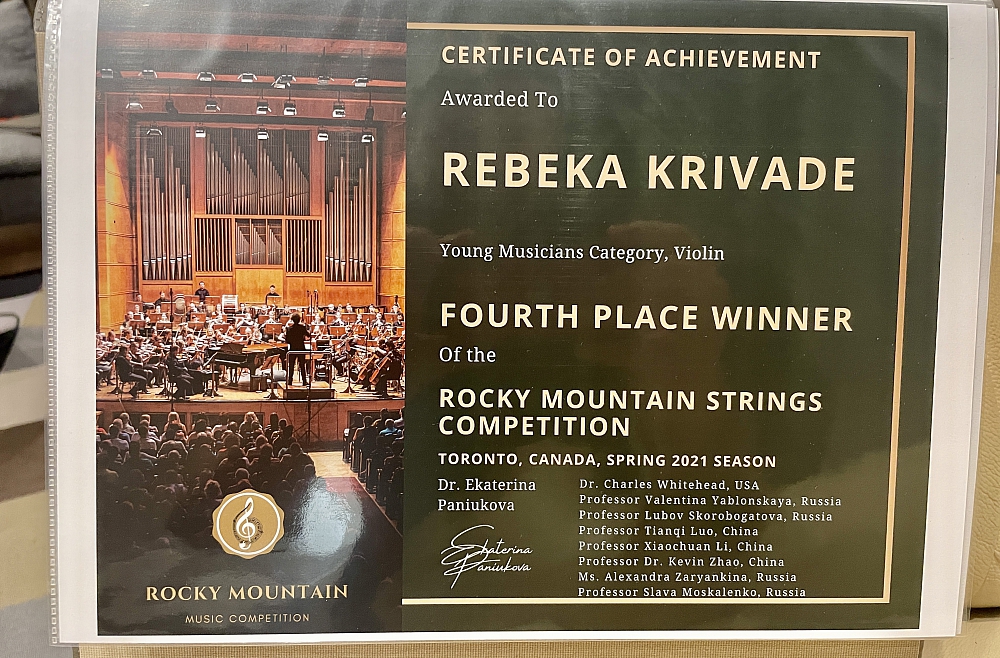 CERTIFICATE OF ACHIEVEMENT
Awarded To
REBEKA KRIVADE
Young Musicians Category, Violin
FOURTH PLACE WINNER
Of the
ROCKY MOUNTAIN STRINGS
COMPETITION
TORONTO, CANADA, SPRING 2021 SEASON
Dr. Ekaterina
Paniukova
Ekaterina
Paniukova
Dr. Charles Whitehead, USA
Professor Valentina Yablonskaya, Russia
Professor Lubov Skorobogatova, Russia
Professor Tianqi Luo, China
Professor Xiaochuan Li, China
Professor Dr. Kevin Zhao, China
Ms. Alexandra Zaryankina, Russia
Professor Slava Moskalenko, Russia
ROCKY MOUNTAIN
MUSIC COMPETITION